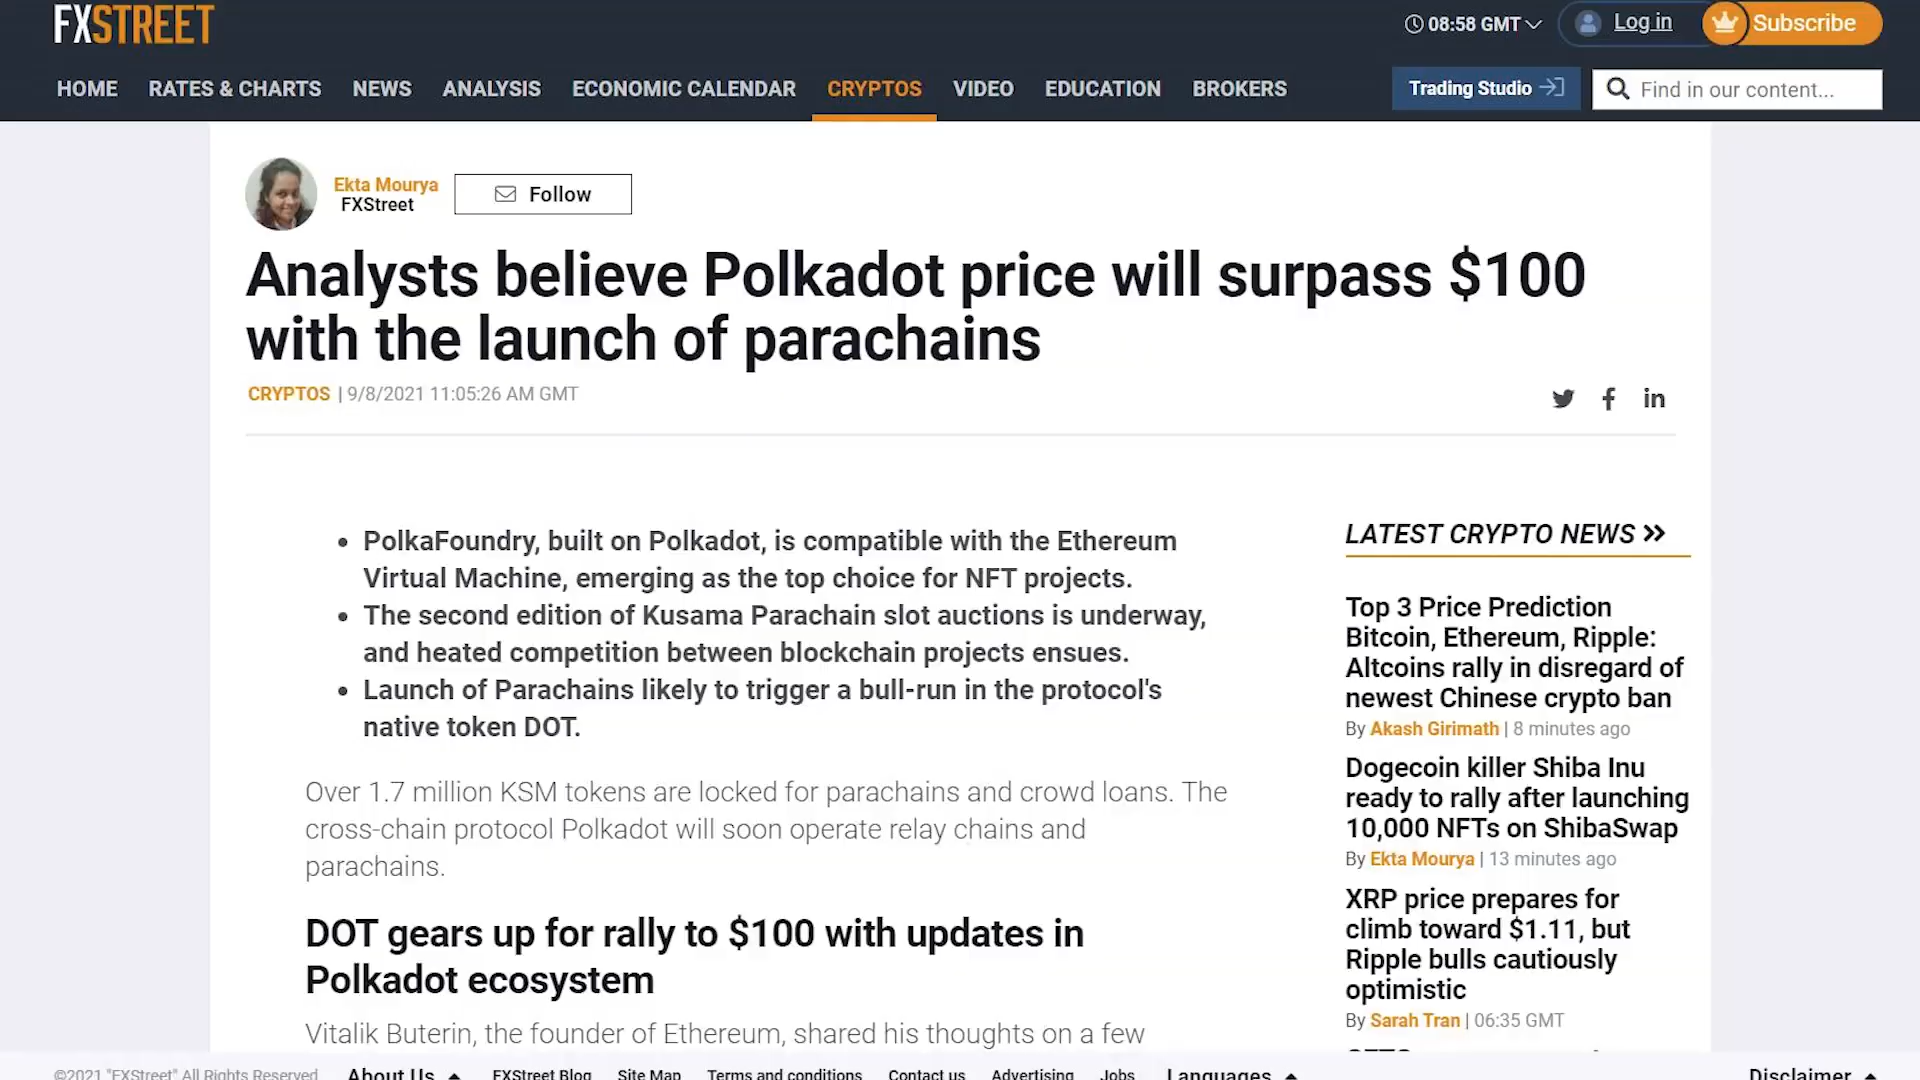 FXSTREET
08:58 GMT
Log in
Subscribe
HOME RATES & CHARTS NEWS ANALYSIS ECONOMIC CALENDAR CRYPTOS VIDEO EDUCATION BROKERS
Trading Studio
Find in our content...
Ekta Mourya
FXStreet
Follow
Analysts believe Polkadot price will surpass $100
with the launch of parachains
CRYPTOS | 9/8/2021 11:05:26 AM GMT
• PolkaFoundry, built on Polkadot, is compatible with the Ethereum
Virtual Machine, emerging as the top choice for NFT projects.
• The second edition of Kusama Parachain slot auctions is underway,
and heated competition between blockchain projects ensues.
• Launch of Parachains likely to trigger a bull-run in the protocol's
native token DOT.
Over 1.7 million KSM tokens are locked for parachains and crowd loans. The
cross-chain protocol Polkadot will soon operate relay chains and
parachains.
DOT gears up for rally to $100 with updates in
Polkadot ecosystem
Vitalik Buterin, the founder of Ethereum, shared his thoughts on a few
LATEST CRYPTO NEWS
Top 3 Price Prediction
Bitcoin, Ethereum, Ripple:
Altcoins rally in disregard of
newest Chinese crypto ban
By Akash Girimath | 8 minutes ago
Dogecoin killer Shiba Inu
ready to rally after launching
10,000 NFTs on ShibaSwap
By Ekta Mourya | 13 minutes ago
XRP price prepares for
climb toward $1.11, but
Ripple bulls cautiously
optimistic
By Sarah Tran | 06:35 GMT
©2021 "FXStreet" All Rights Reserved
About Us FXStreet Blog Site Map Terms and conditions Contact us Advertising Jobs Languages Disclaimer